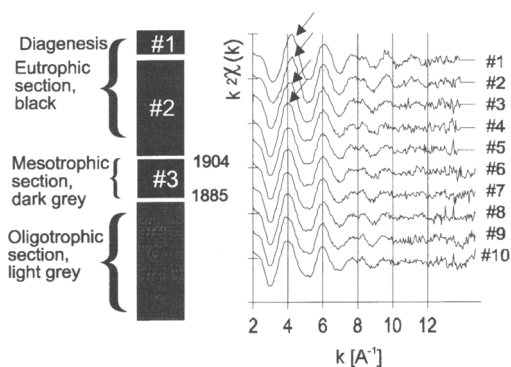 Diagenesis
#1
Eutrophic
section,
black
#2
Mesotrophic
section,
dark grey
1904
#3
1885
Oligotrophic
section,
light grey
k ²χ(k)
#1
#2
#3
#4
#5
#6
#7
#8
#9
#10
2 4 6 8 10 12
k [A⁻¹]